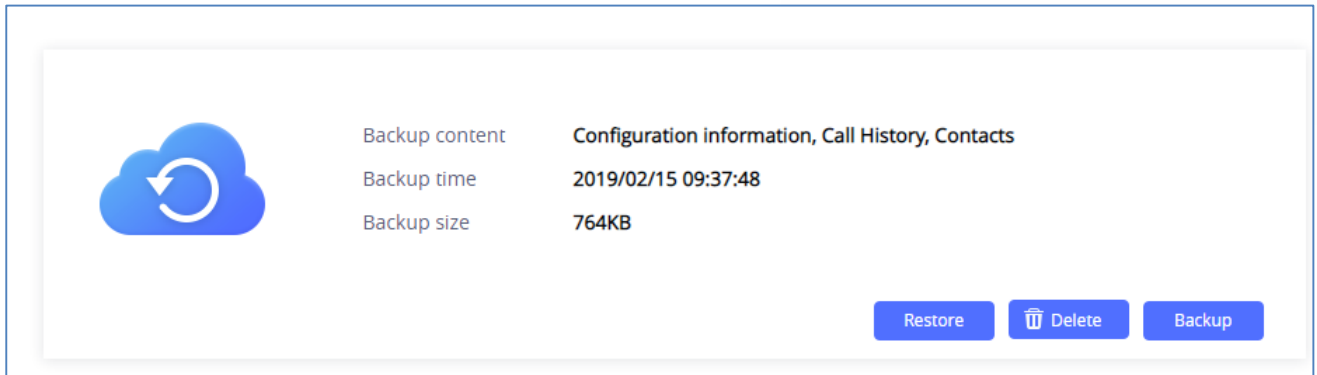 Backup content Configuration information, Call History, Contacts
Backup time 2019/02/15 09:37:48
Backup size 764KB
Restore Delete Backup